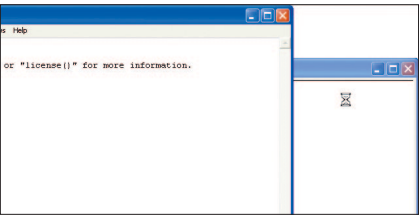 s Help
or "license()" for more information.